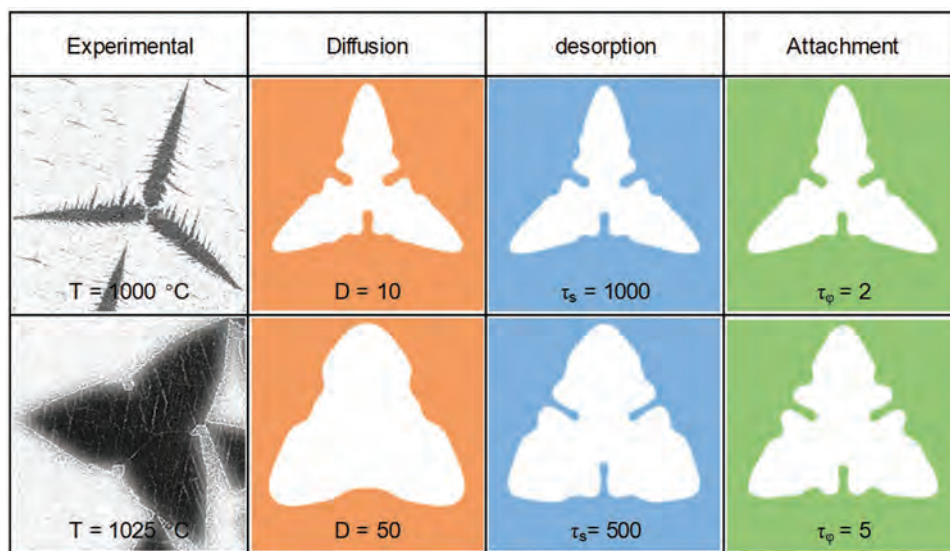 Experimental Diffusion desorption Attachment
T = 1000 °C D = 10 τₛ = 1000 τᵩ = 2
T = 1025 ° C D = 50 τₛ= 500 τᵩ = 5